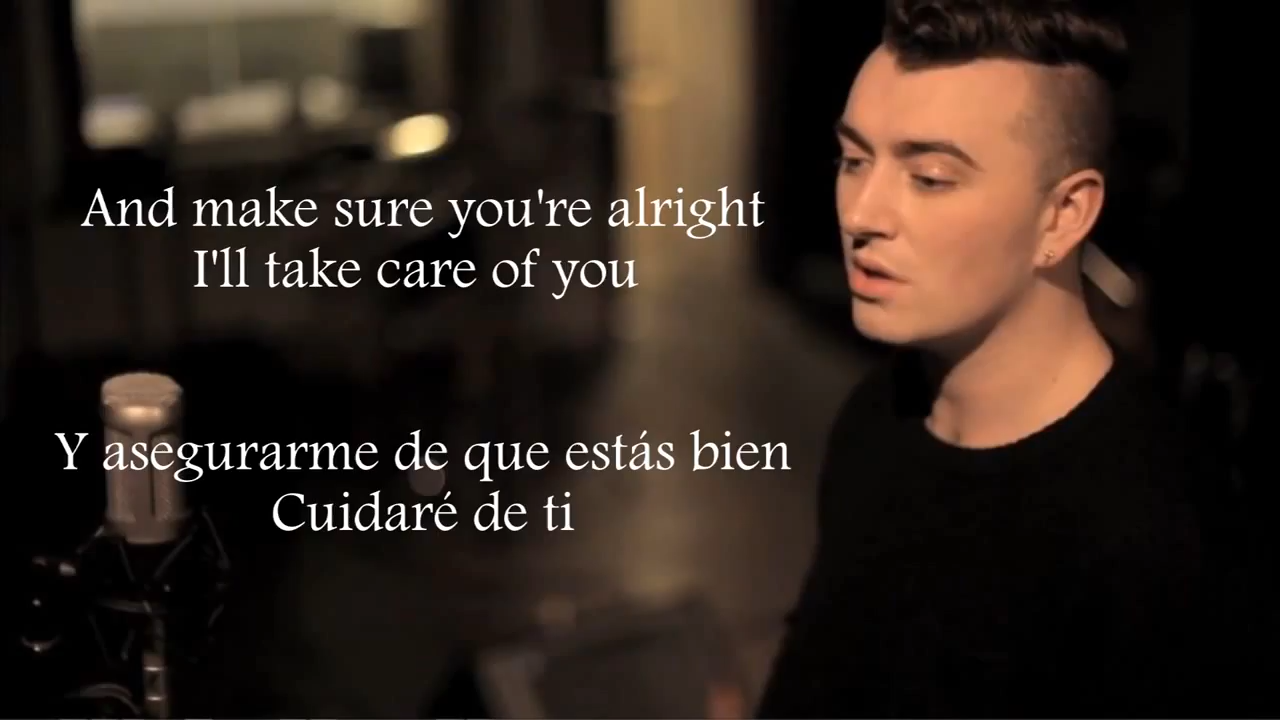 And make sure you're alright
I'll take care of you
Y asegurarme de que estás bien
Cuidaré de ti